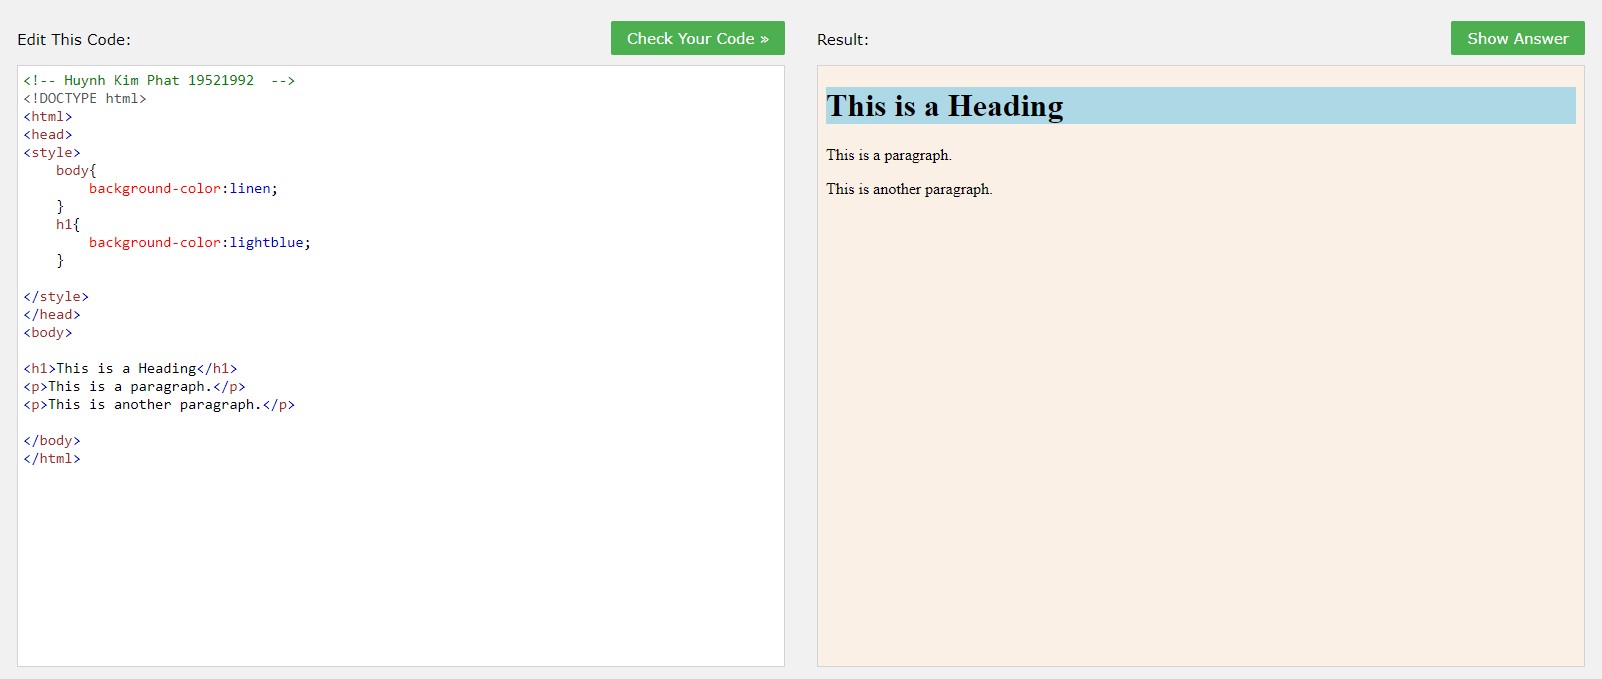 Edit This Code:
Check Your Code »
<!-- Huynh Kim Phat 19521992  -->
<!DOCTYPE html>
<html>
<head>
<style>
    body{
        background-color:linen;
    }
    h1{
        background-color:lightblue;
    }
</style>
</head>
<body>
<h1>This is a Heading</h1>
<p>This is a paragraph.</p>
<p>This is another paragraph.</p>
</body>
</html>
Result:
Show Answer
This is a Heading
This is a paragraph.
This is another paragraph.